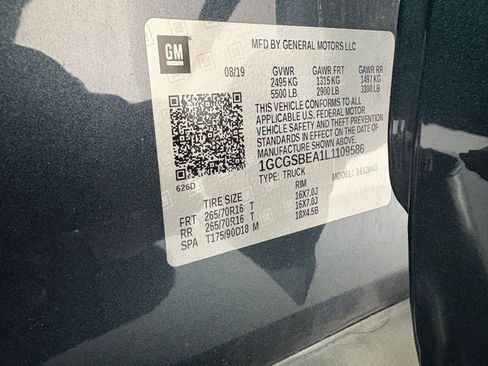 GM
MFD BY GENERAL MOTORS LLC
08/19 GVWR GAWR FRT GAWR RR
2495 KG 1315 KG 1497 KG
5500 LB 2900 LB 3300 LB
THIS VEHICLE CONFORMS TO ALL
APPLICABLE U.S. FEDERAL MOTOR
VEHICLE SAFETY AND BUMPER
STANDARDS IN EFFECT ON THE DATE OF
MANUFACTURE SHOWN ABOVE.
1GCGSBEA1L1109586
626D TYPE: TRUCK MODEL:
TIRE SIZE RIM
FRT 265/70R16 T 16X7.0J
RR 265/70R16 T 16X7.0J
SPA T175/90D18 M 18X4.5B